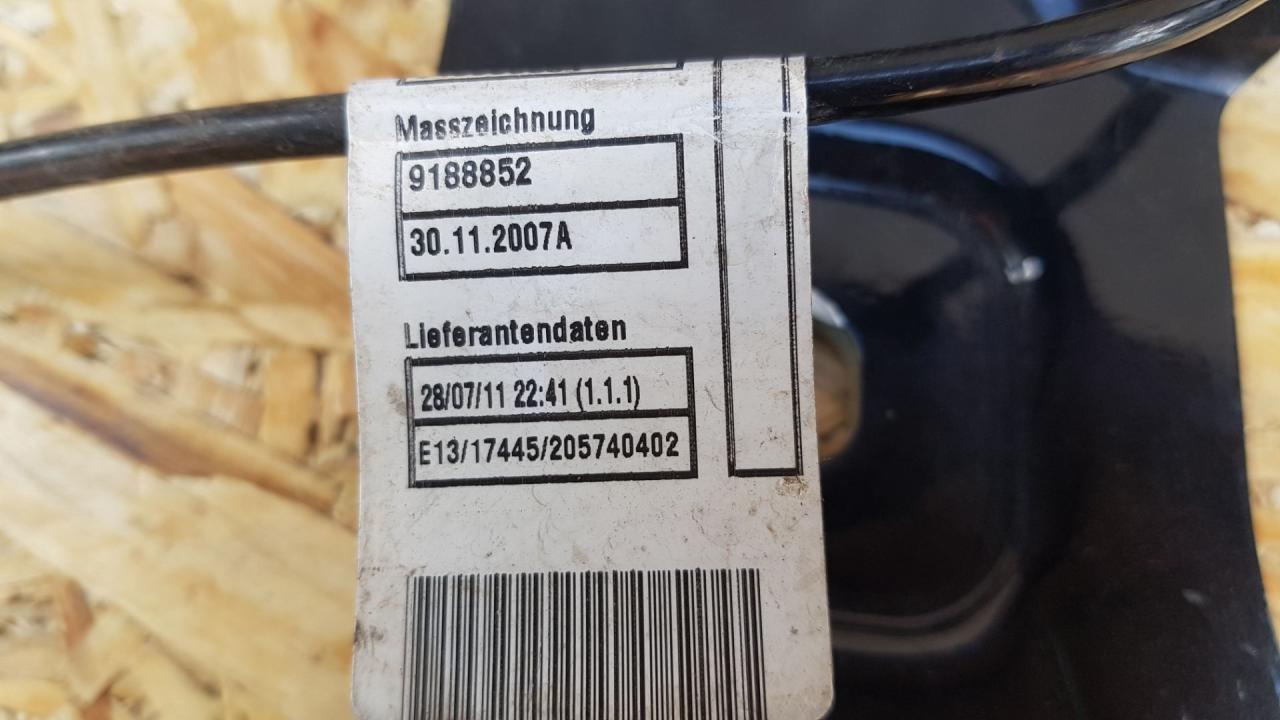 Masszeichnung
9188852
30.11.2007A
Lieferantendaten
28/07/11 22:41 (1.1.1)
E13/17445/205740402